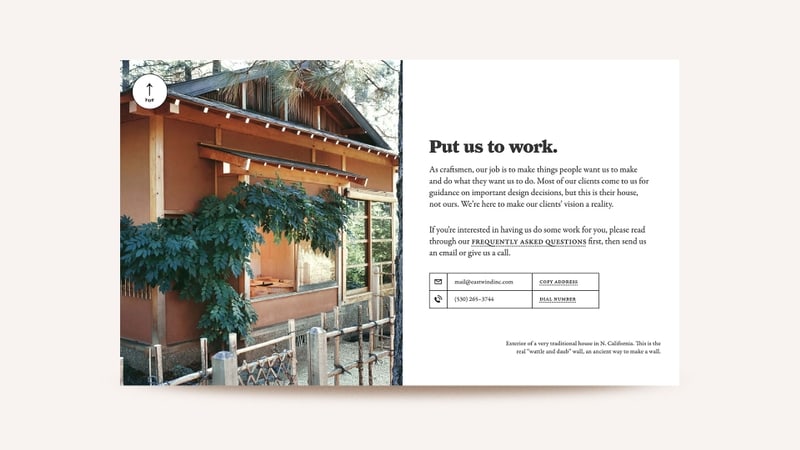 TOP
Put us to work.
As craftsmen, our job is to make things people want us to make
and do what they want us to do. Most of our clients come to us for
guidance on important design decisions, but this is their house,
not ours. We're here to make our clients' vision a reality.
If you're interested in having us do some work for you, please read
through our FREQUENTLY ASKED QUESTIONS first, then send us
an email or give us a call.
mail@eastwindinc.com COPY ADDRESS
(530) 265–3744 DIAL NUMBER
Exterior of a very traditional house in N. California. This is the
real "wattle and daub" wall, an ancient way to make a wall.